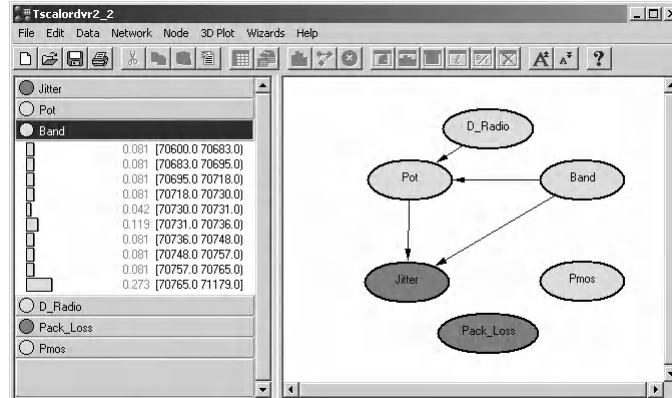 Tscalordvr2_2
File Edit Data Network Node 3D Plot Wizards Help
A A ?
Jitter
Pot
Band
0.081 [70600.0 70683.0)
0.081 [70683.0 70695.0)
0.081 [70695.0 70718.0)
0.081 [70718.0 70730.0)
0.042 [70730.0 70731.0)
0.119 [70731.0 70736.0)
0.081 [70736.0 70748.0)
0.081 [70748.0 70757.0)
0.081 [70757.0 70765.0)
0.273 [70765.0 71179.0)
D_Radio
Pack_Loss
Pmos
D_Radio
Pot
Band
Jitter
Pmos
Pack_Loss